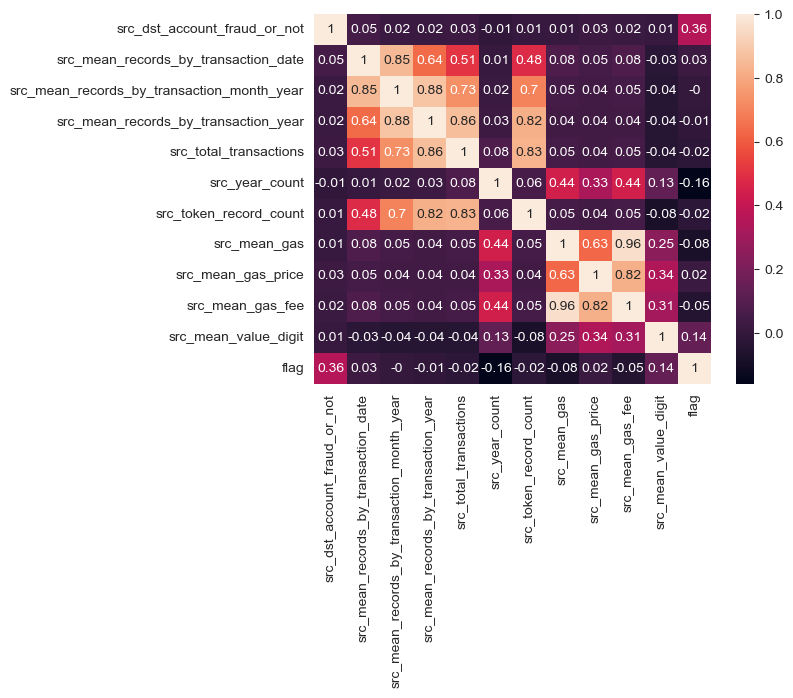 src_dst_account_fraud_or_not 1 0.05 0.02 0.02 0.03 -0.01 0.01 0.01 0.03 0.02 0.01 0.36 1.0
src_mean_records_by_transaction_date 0.05 1 0.85 0.64 0.51 0.01 0.48 0.08 0.05 0.08 -0.03 0.03
src_mean_records_by_transaction_month_year 0.02 0.85 1 0.88 0.73 0.02 0.7 0.05 0.04 0.05 -0.04 -0 0.8
src_mean_records_by_transaction_year 0.02 0.64 0.88 1 0.86 0.03 0.82 0.04 0.04 0.04 -0.04 -0.01
src_total_transactions 0.03 0.51 0.73 0.86 1 0.08 0.83 0.05 0.04 0.05 -0.04 -0.02 0.6
src_year_count -0.01 0.01 0.02 0.03 0.08 1 0.06 0.44 0.33 0.44 0.13 -0.16
src_token_record_count 0.01 0.48 0.7 0.82 0.83 0.06 1 0.05 0.04 0.05 -0.08 -0.02 0.4
src_mean_gas 0.01 0.08 0.05 0.04 0.05 0.44 0.05 1 0.63 0.96 0.25 -0.08
src_mean_gas_price 0.03 0.05 0.04 0.04 0.04 0.33 0.04 0.63 1 0.82 0.34 0.02 0.2
src_mean_gas_fee 0.02 0.08 0.05 0.04 0.05 0.44 0.05 0.96 0.82 1 0.31 -0.05
src_mean_value_digit 0.01 -0.03 -0.04 -0.04 -0.04 0.13 -0.08 0.25 0.34 0.31 1 0.14 0.0
flag 0.36 0.03 -0 -0.01 -0.02 -0.16 -0.02 -0.08 0.02 -0.05 0.14 1
src_dst_account_fraud_or_not
src_mean_records_by_transaction_date
src_mean_records_by_transaction_month_year
src_mean_records_by_transaction_year
src_total_transactions
src_year_count
src_token_record_count
src_mean_gas
src_mean_gas_price
src_mean_gas_fee
src_mean_value_digit
flag